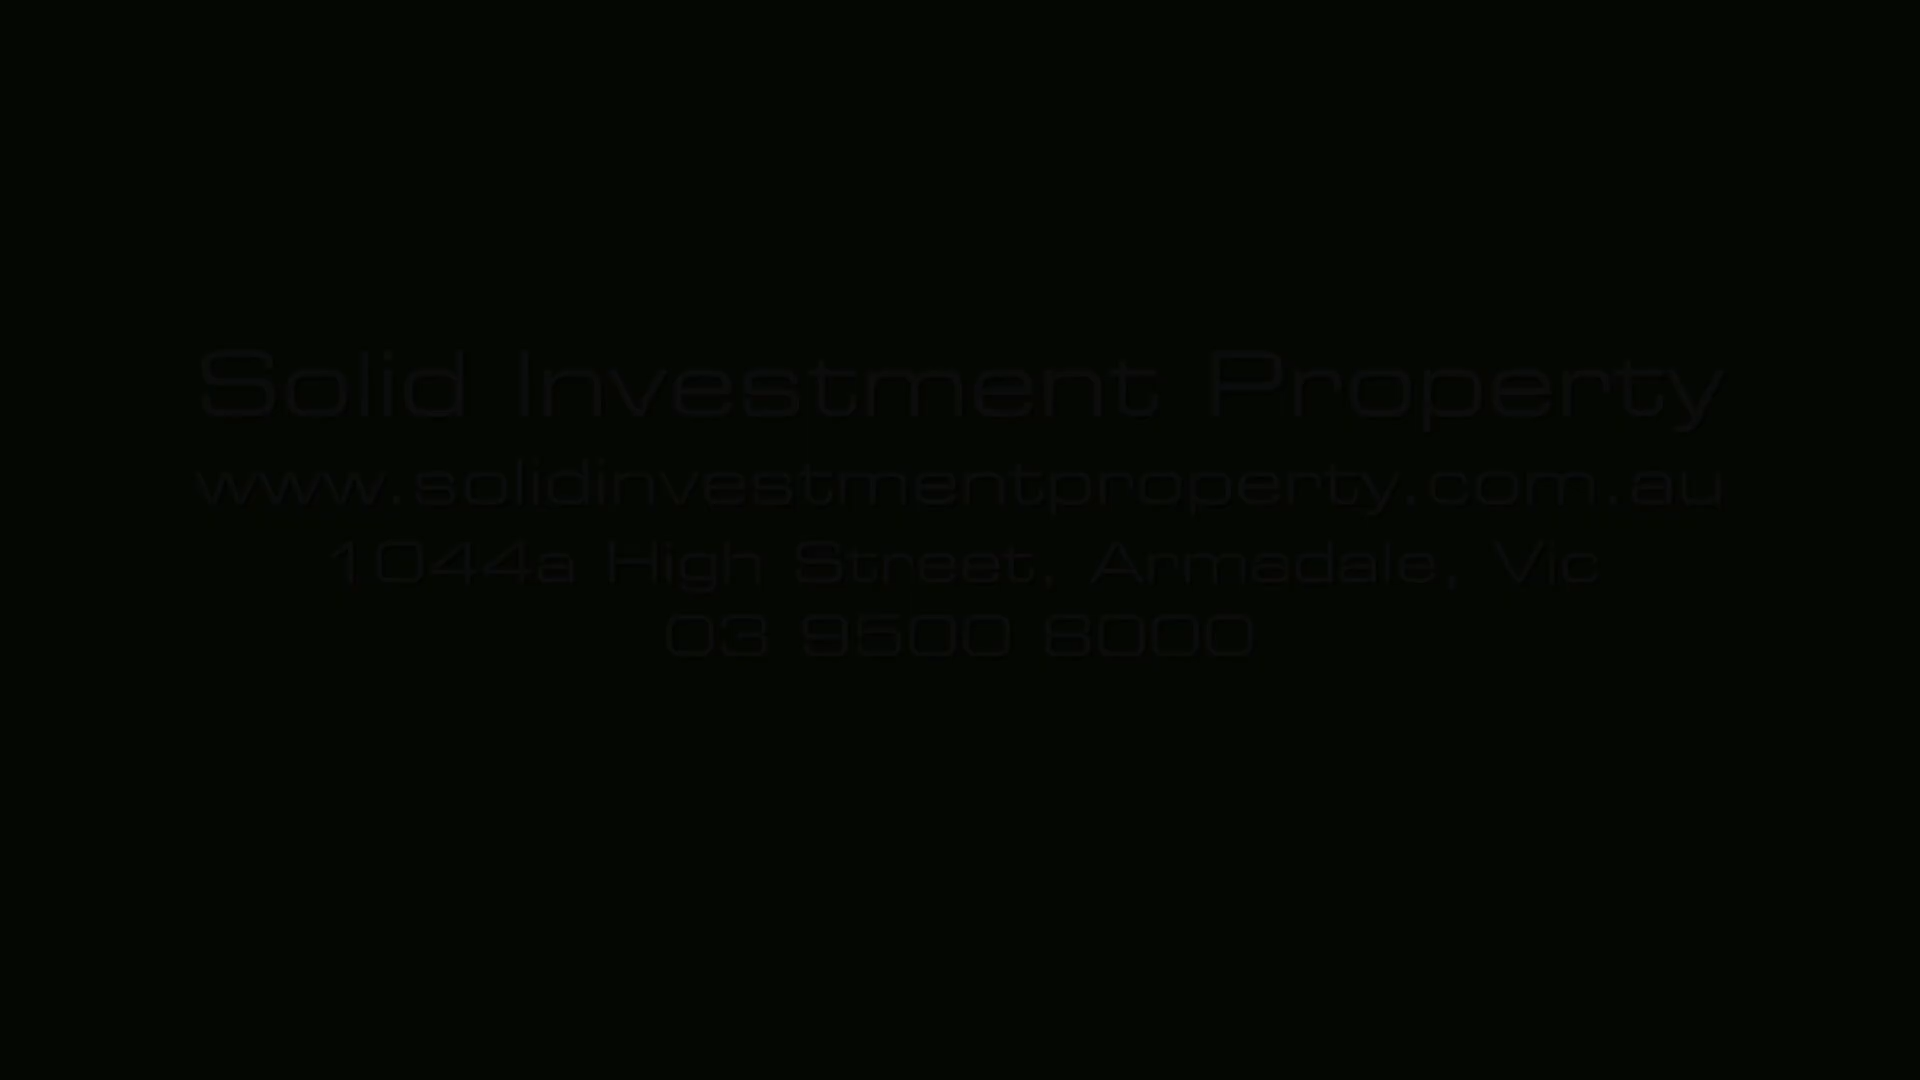 Solid Investment Property
www.solidinvestmentproperty.com.au
1044a High Street, Armadale, Vic
03 9500 8000